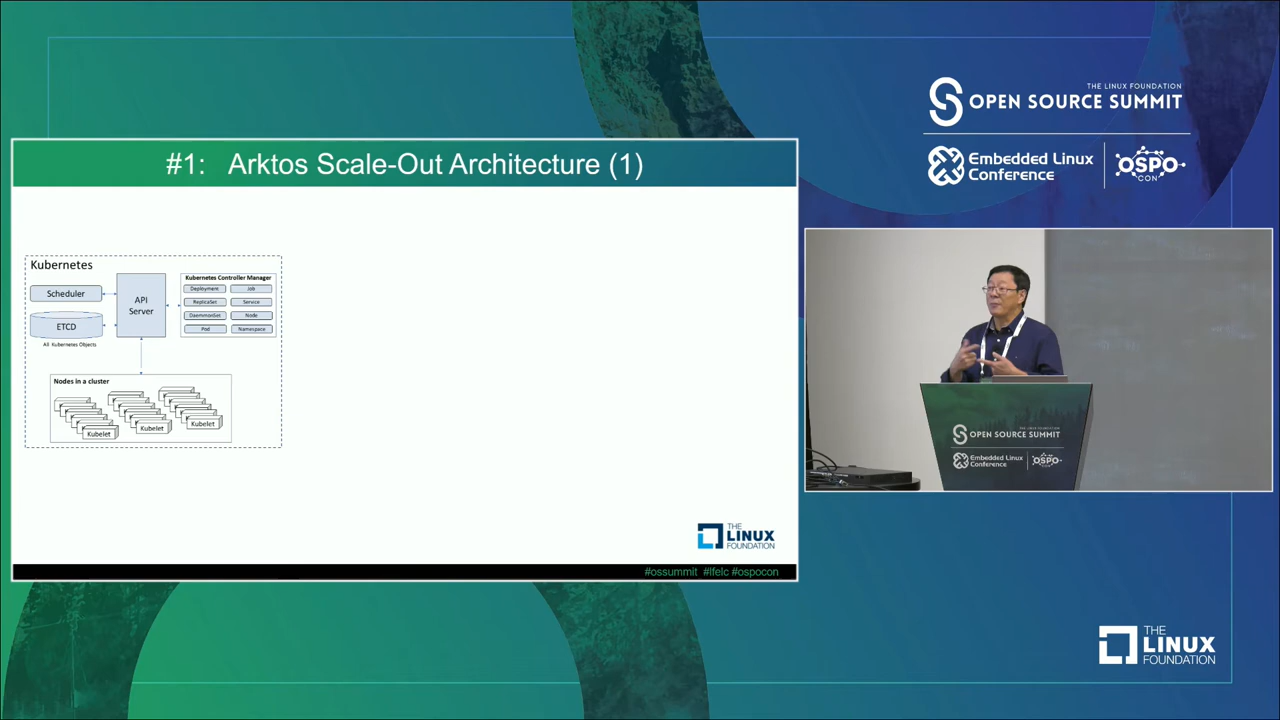 THE LINUX FOUNDATION
OPEN SOURCE SUMMIT
Embedded Linux
Conference
OSPO
CON
#1: Arktos Scale-Out Architecture (1)
Kubernetes
Scheduler
ETCD
All Kubernetes Objects
API
Server
Kubernetes Controller Manager
Deployment
Job
ReplicaSet
Service
DaemmonSet
Node
Pod
Namespace
Nodes in a cluster
Kubelet
Kubelet
Kubelet
THE
LINUX
FOUNDATION
#ossummit #lfelc #ospocon
OPEN SOURCE SUMMIT
Embedded Linux
Conference
OSPO
THE
LINUX
FOUNDATION